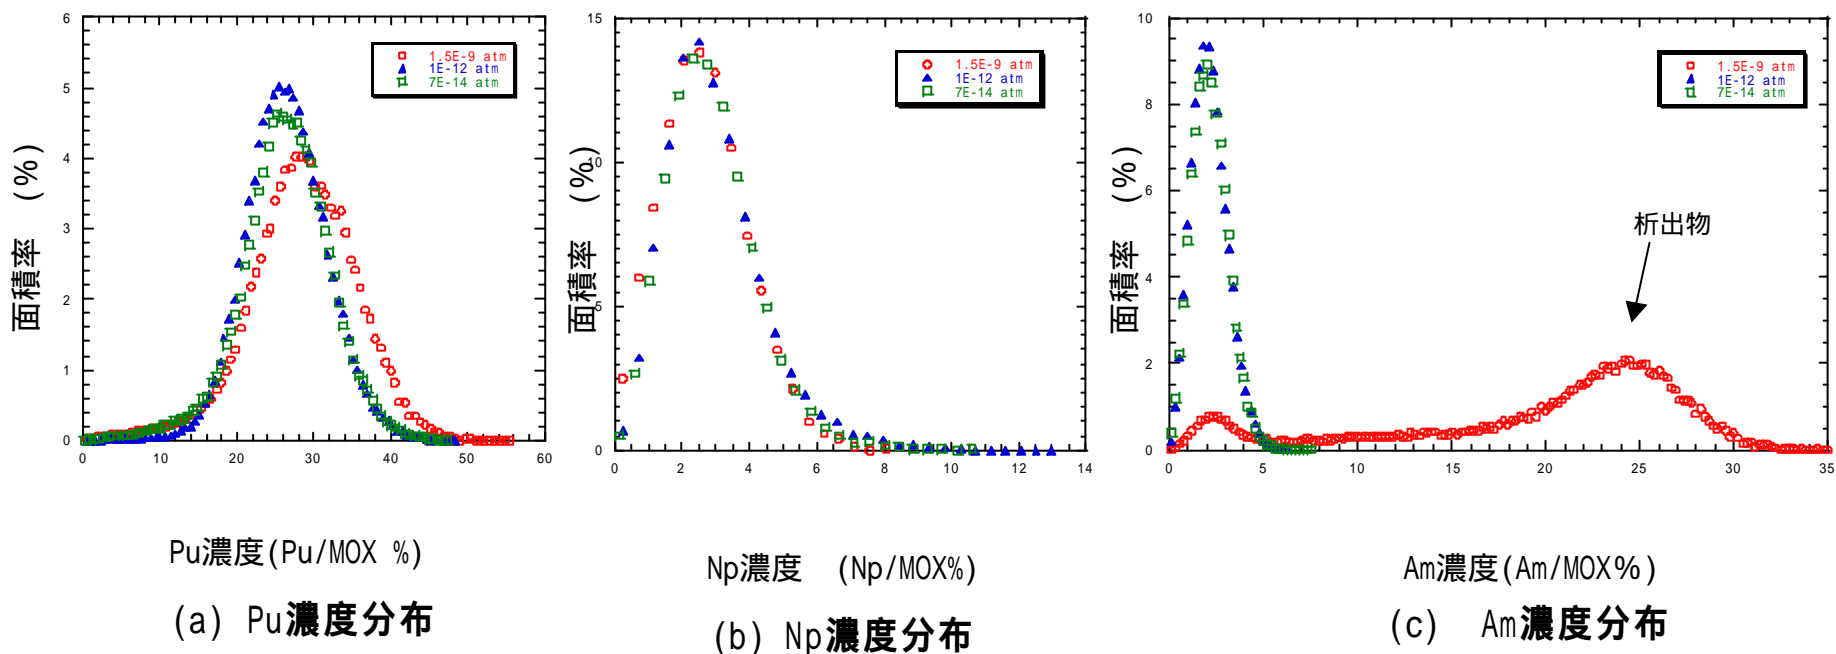 6
5
4
3
2
1
0
0
10
20
30
40
50
60
面積率 (%)
1.5E-9 atm
1E-12 atm
7E-14 atm
Pu濃度(Pu/MOX %)
(a) Pu濃度分布
15
10
5
0
0
2
4
6
8
10
12
14
面積率 (%)
1.5E-9 atm
1E-12 atm
7E-14 atm
Np濃度 (Np/MOX%)
(b) Np濃度分布
10
8
6
4
2
0
0
5
10
15
20
25
30
35
面積率 (%)
1.5E-9 atm
1E-12 atm
7E-14 atm
析出物
Am濃度(Am/MOX%)
(c) Am濃度分布